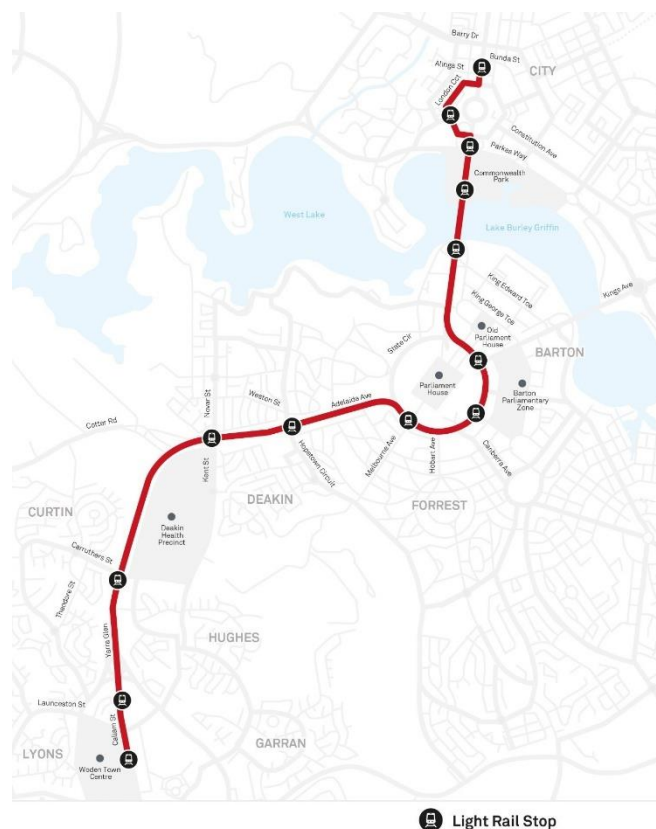 Barry Dr
Bunda St
Alinga St
CITY
London Cct
Constitution Ave
Parkes Way
Commonwealth
Park
West Lake
Lake Burley Griffin
King Edward Tce
King George Tce
Kings Ave
Old
Parliament
House
State Cir
BARTON
Parliament
House
Barton
Parliamentary
Zone
Adelaide Ave
Weston St
Novar St
Cotter Rd
Melbourne Ave
Hobart Ave
Canberra Ave
Hopetoun Circuit
Kent St
DEAKIN
FORREST
CURTIN
Deakin
Health
Precinct
Carruthers St
Theodore St
Yarra Glen
HUGHES
Launceston St
Callam St
GARRAN
LYONS
Woden Town
Centre
Light Rail Stop